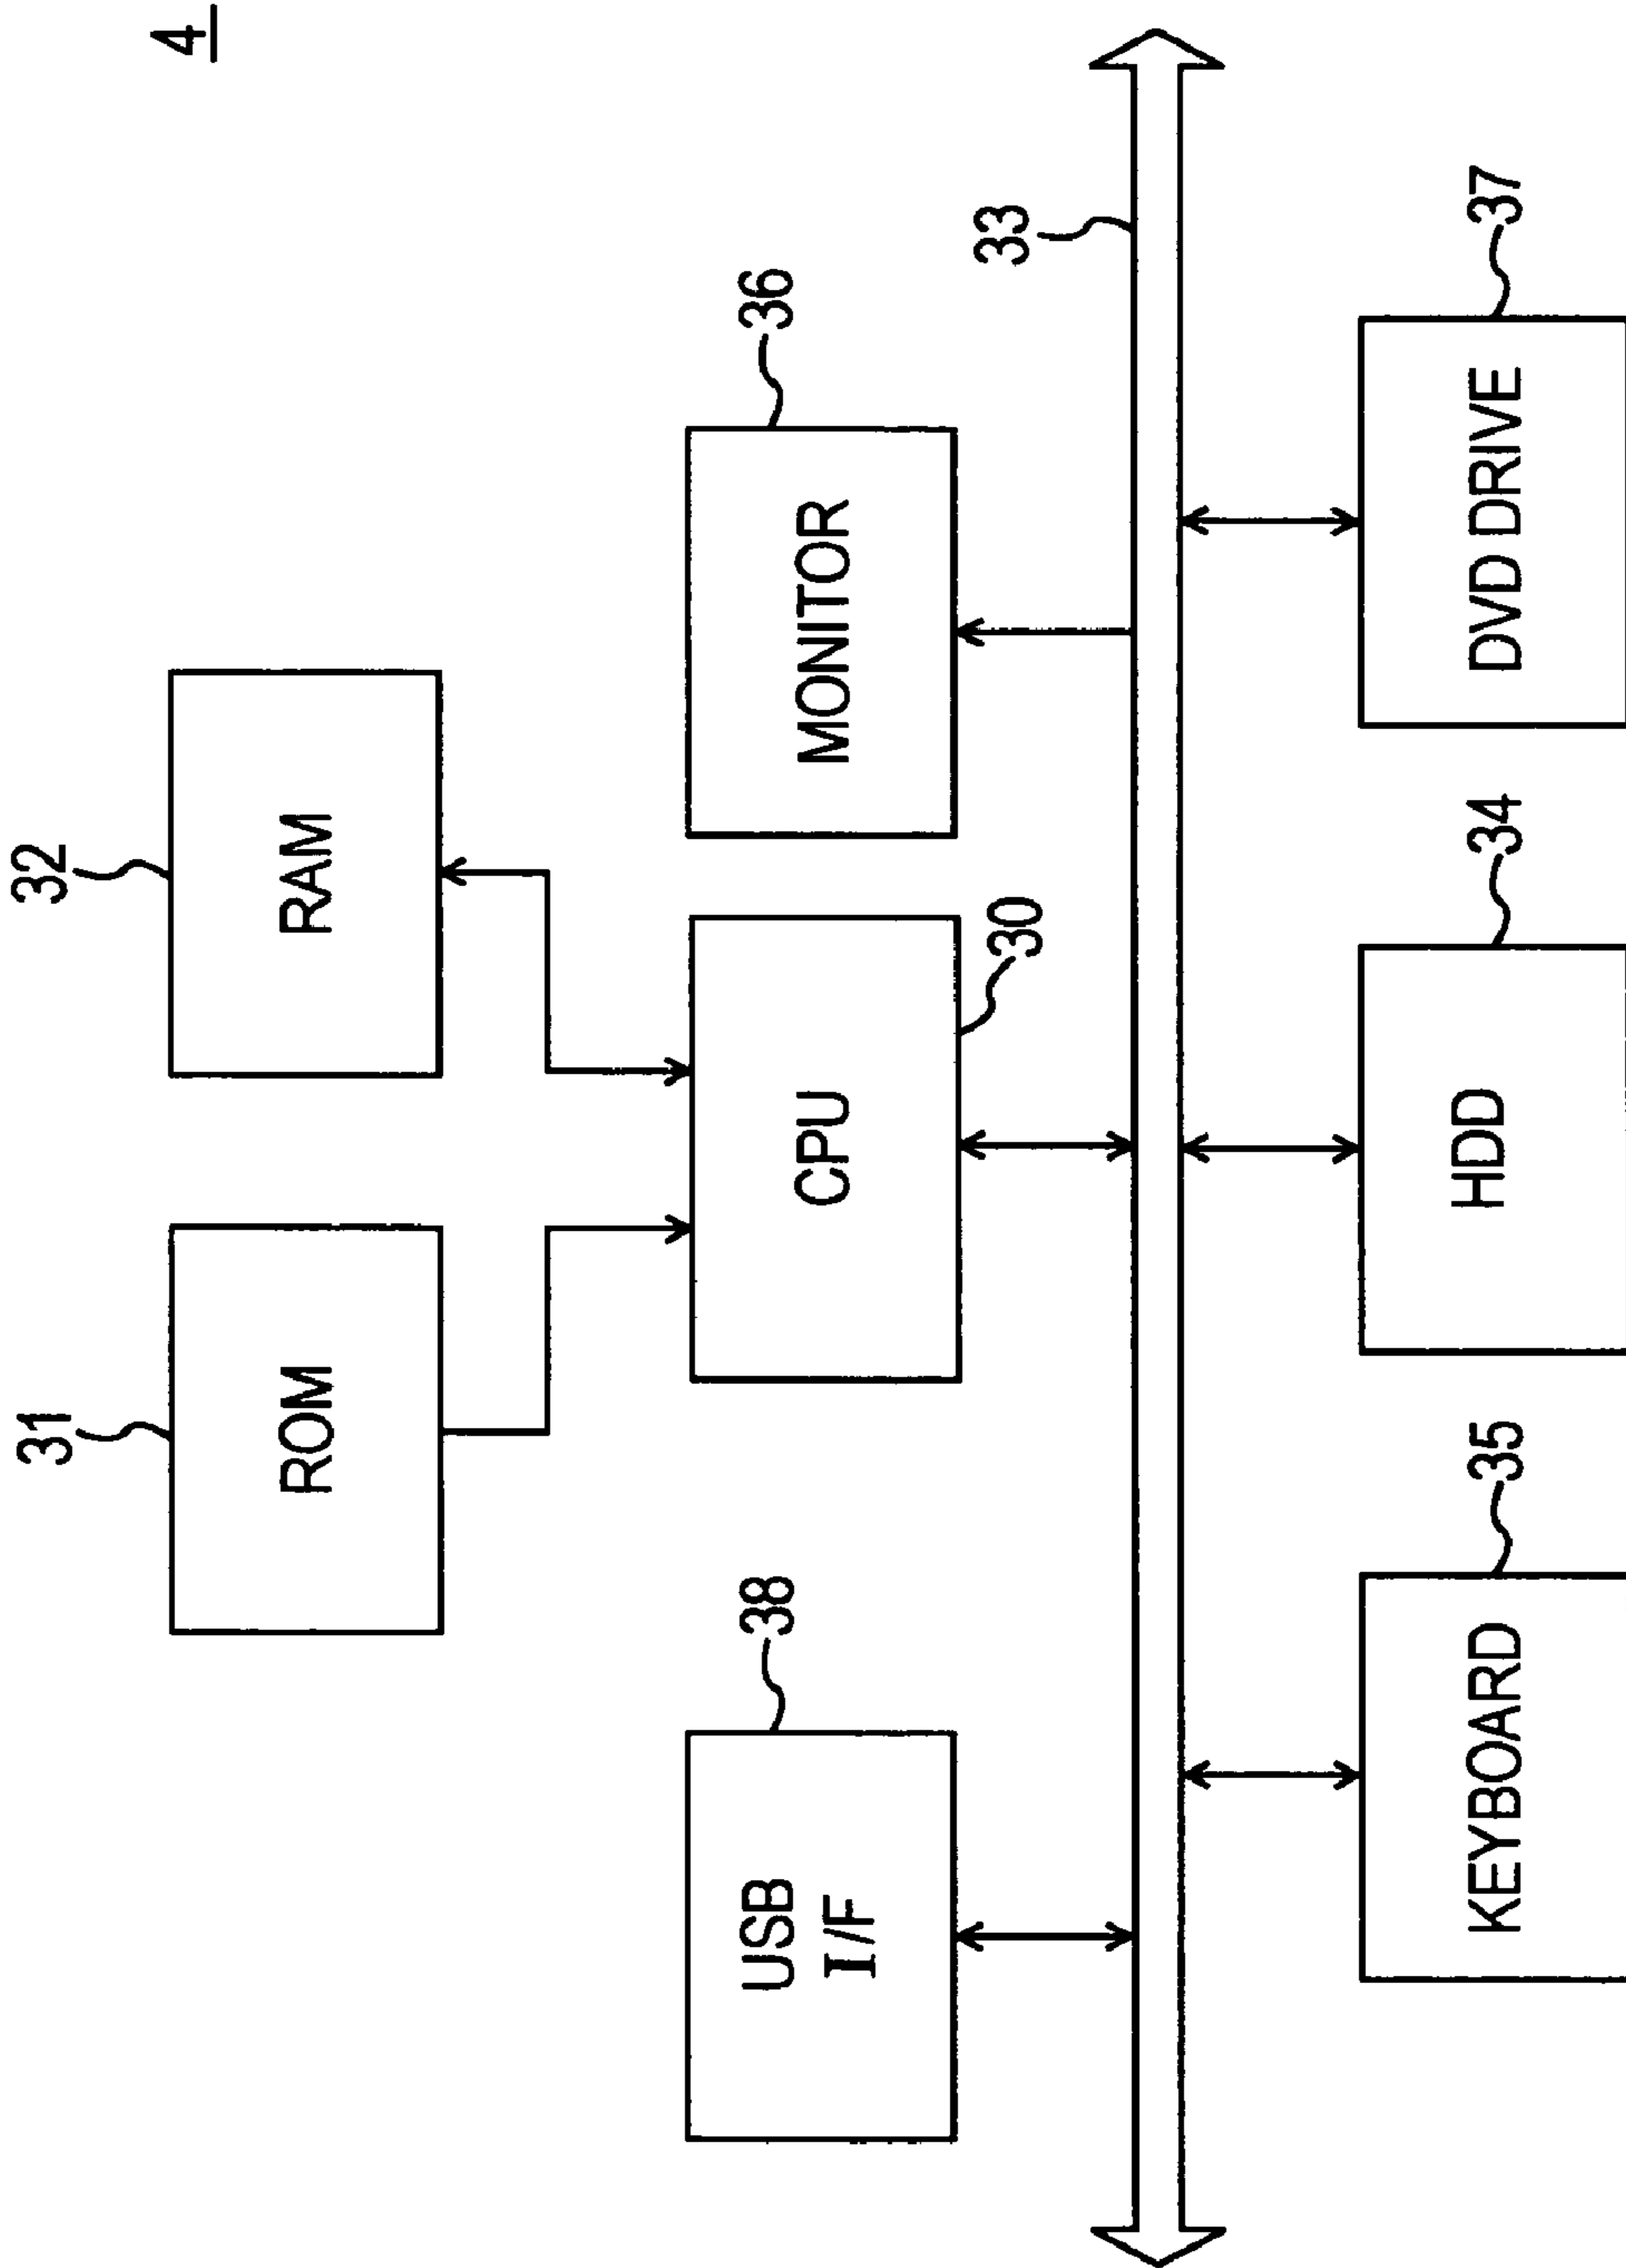 4
31
32
ROM
RAM
38
36
USB
I/F
CPU
MONITOR
30
33
35
34
37
KEYBOARD
HDD
DVD DRIVE